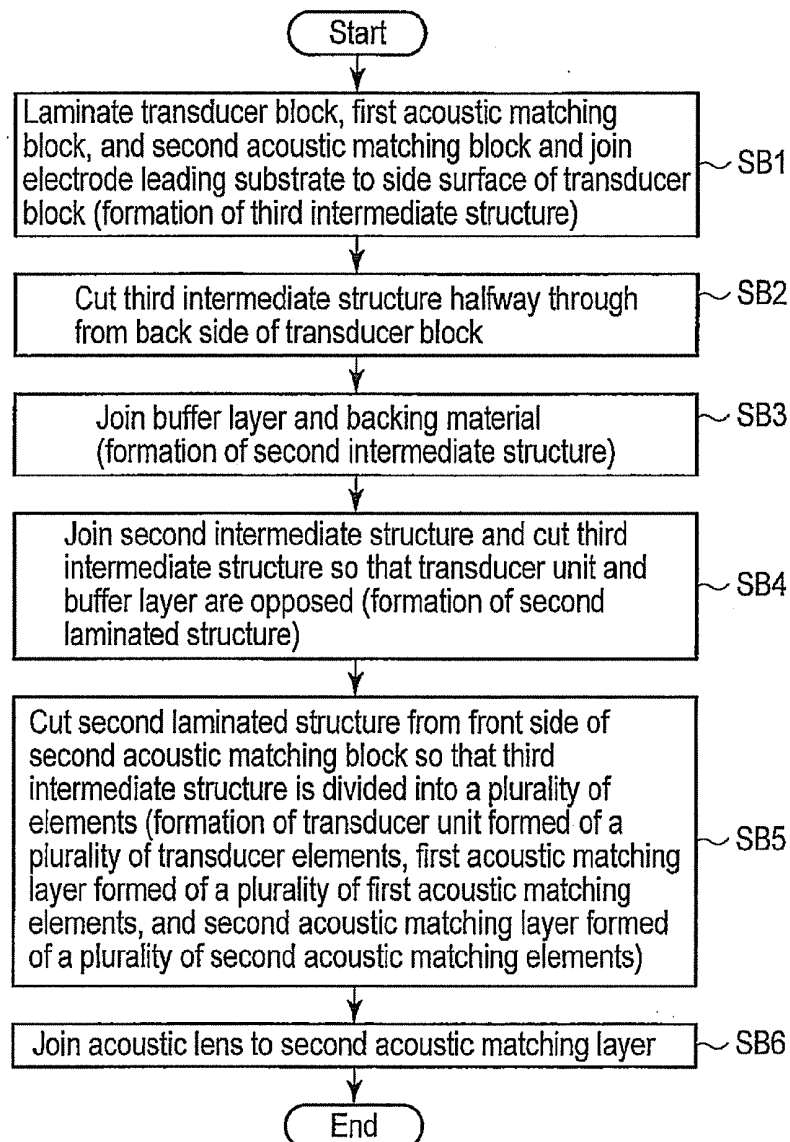 Start
Laminate transducer block, first acoustic matching
block, and second acoustic matching block and join
electrode leading substrate to side surface of transducer
block (formation of third intermediate structure)
SB1
Cut third intermediate structure halfway through
from back side of transducer block
SB2
Join buffer layer and backing material
(formation of second intermediate structure)
SB3
Join second intermediate structure and cut third
intermediate structure so that transducer unit and
buffer layer are opposed (formation of second
laminated structure)
SB4
Cut second laminated structure from front side of
second acoustic matching block so that third
intermediate structure is divided into a plurality of
elements (formation of transducer unit formed of a
plurality of transducer elements, first acoustic matching
layer formed of a plurality of first acoustic matching
elements, and second acoustic matching layer formed
of a plurality of second acoustic matching elements)
SB5
Join acoustic lens to second acoustic matching layer
SB6
End